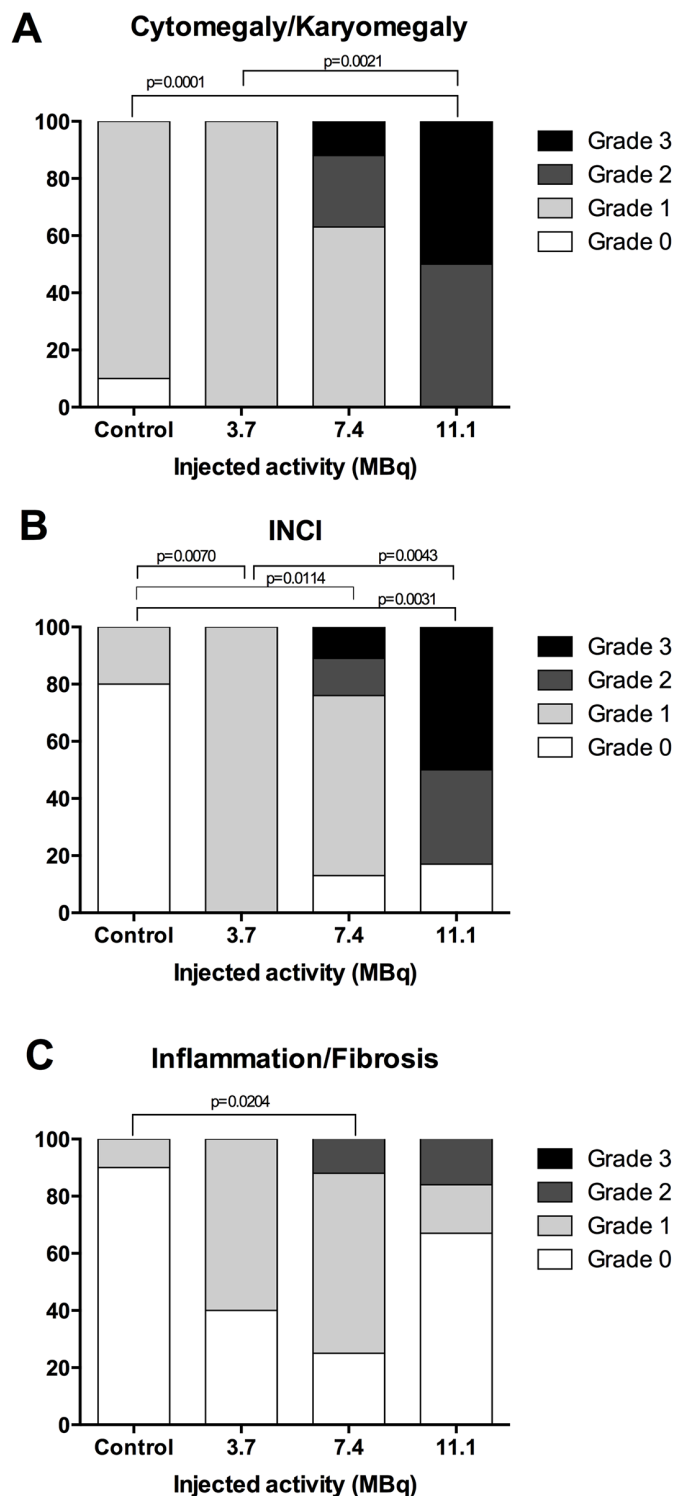 A
Cytomegaly/Karyomegaly
p=0.0021
p=0.0001
100
80
60
40
20
0
Control 3.7 7.4 11.1
Injected activity (MBq)
Grade 3
Grade 2
Grade 1
Grade 0
B
INCI
p=0.0070 p=0.0043
p=0.0114
p=0.0031
100
80
60
40
20
0
Control 3.7 7.4 11.1
Injected activity (MBq)
Grade 3
Grade 2
Grade 1
Grade 0
C
Inflammation/Fibrosis
p=0.0204
100
80
60
40
20
0
Control 3.7 7.4 11.1
Injected activity (MBq)
Grade 3
Grade 2
Grade 1
Grade 0